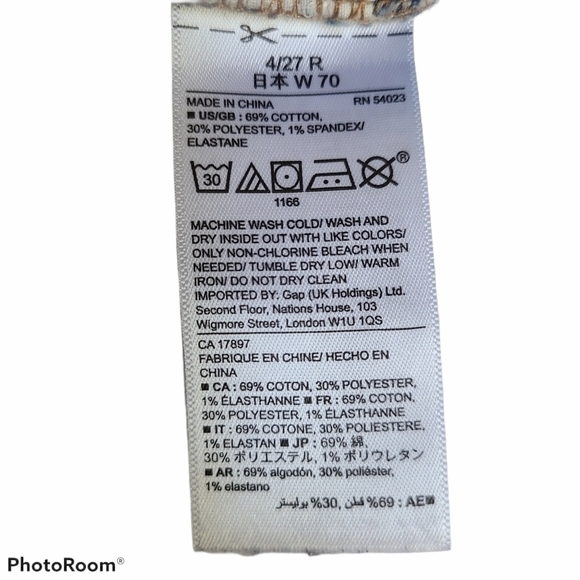 4/27 R
日本 W 70
MADE IN CHINA RN 54023
■ US/GB : 69% COTTON,
30% POLYESTER, 1% SPANDEX/
ELASTANE
30
®
1166
MACHINE WASH COLD/ WASH AND
DRY INSIDE OUT WITH LIKE COLORS/
ONLY NON-CHLORINE BLEACH WHEN
NEEDED/ TUMBLE DRY LOW/ WARM
IRON/ DO NOT DRY CLEAN
IMPORTED BY: Gap (UK Holdings) Ltd.
Second Floor, Nations House, 103
Wigmore Street, London W1U 1QS
CA 17897
FABRIQUE EN CHINE/ HECHO EN
CHINA
■ CA : 69% COTON, 30% POLYESTER,
1% ÉLASTHANNE ■ FR : 69% COTON,
30% POLYESTER, 1% ÉLASTHANNE
■ IT : 69% COTONE, 30% POLIESTERE,
1% ELASTAN ■ JP : 69% 綿,
30% ポリエステル, 1% ポリウレタン
■ AR : 69% algodón, 30% poliéster,
1% elastano
■AE : 69% قطن, 30% بوليستر,
PhotoRoom®